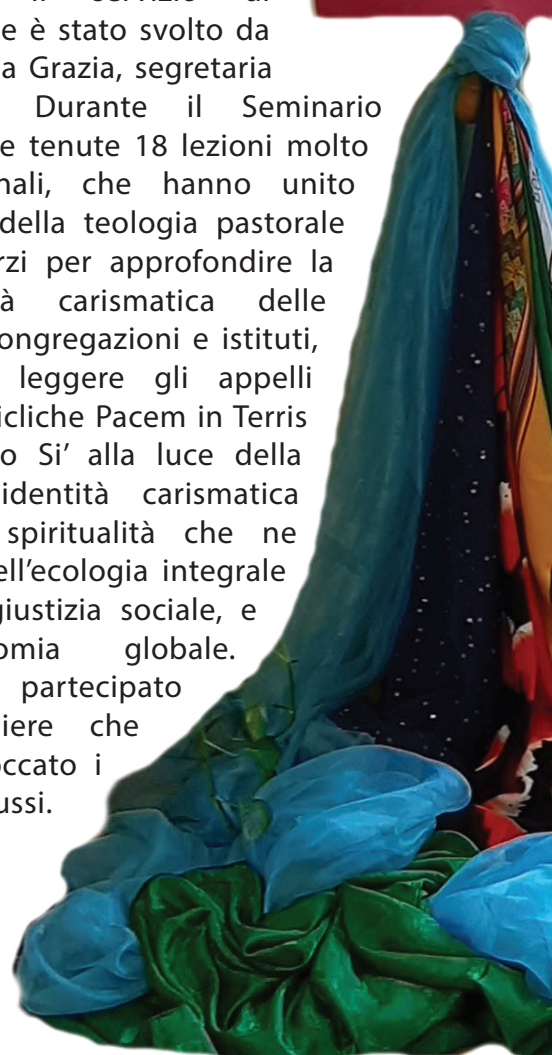 e è stato svolto da
a Grazia, segretaria
Durante il Seminario
e tenute 18 lezioni molto
nali, che hanno unito
della teologia pastorale
rzi per approfondire la
à carismatica delle
ongregazioni e istituti,
leggere gli appelli
icliche Pacem in Terris
o Si’ alla luce della
identità carismatica
spiritualità che ne
ell’ecologia integrale
giustizia sociale, e
omia globale.
partecipato
iere che
occato i
ussi.